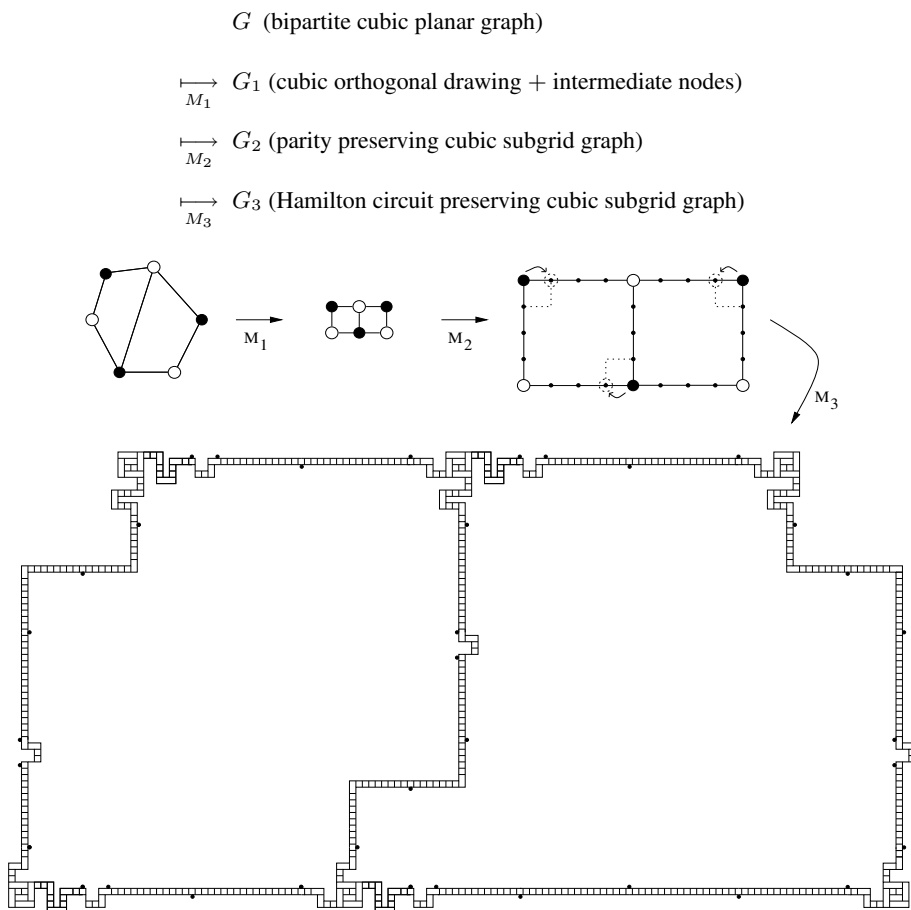 G (bipartite cubic planar graph)
⟼ M₁ G₁ (cubic orthogonal drawing + intermediate nodes)
⟼ M₂ G₂ (parity preserving cubic subgrid graph)
⟼ M₃ G₃ (Hamilton circuit preserving cubic subgrid graph)
M₁
M₂
M₃